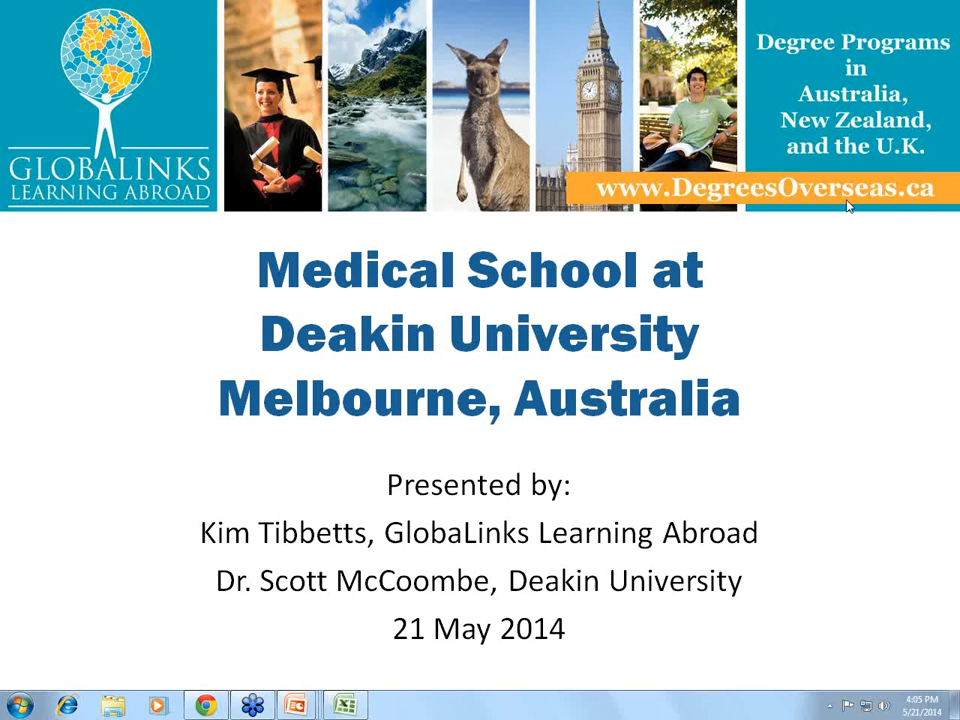 GLOBALINKS
LEARNING ABROAD
Degree Programs
in
Australia,
New Zealand,
and the U.K.
www.DegreesOverseas.ca
Medical School at
Deakin University
Melbourne, Australia
Presented by:
Kim Tibbetts, GlobaLinks Learning Abroad
Dr. Scott McCoombe, Deakin University
21 May 2014
4:05 PM
5/21/2014